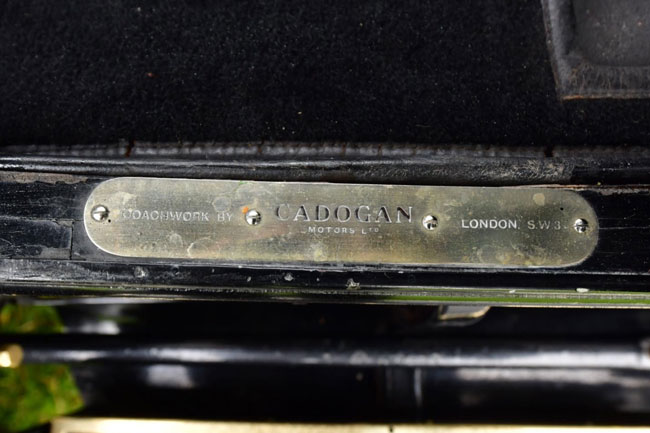 COACHWORK BY CADOGAN LONDON. S.W.3.
MOTORS LTD